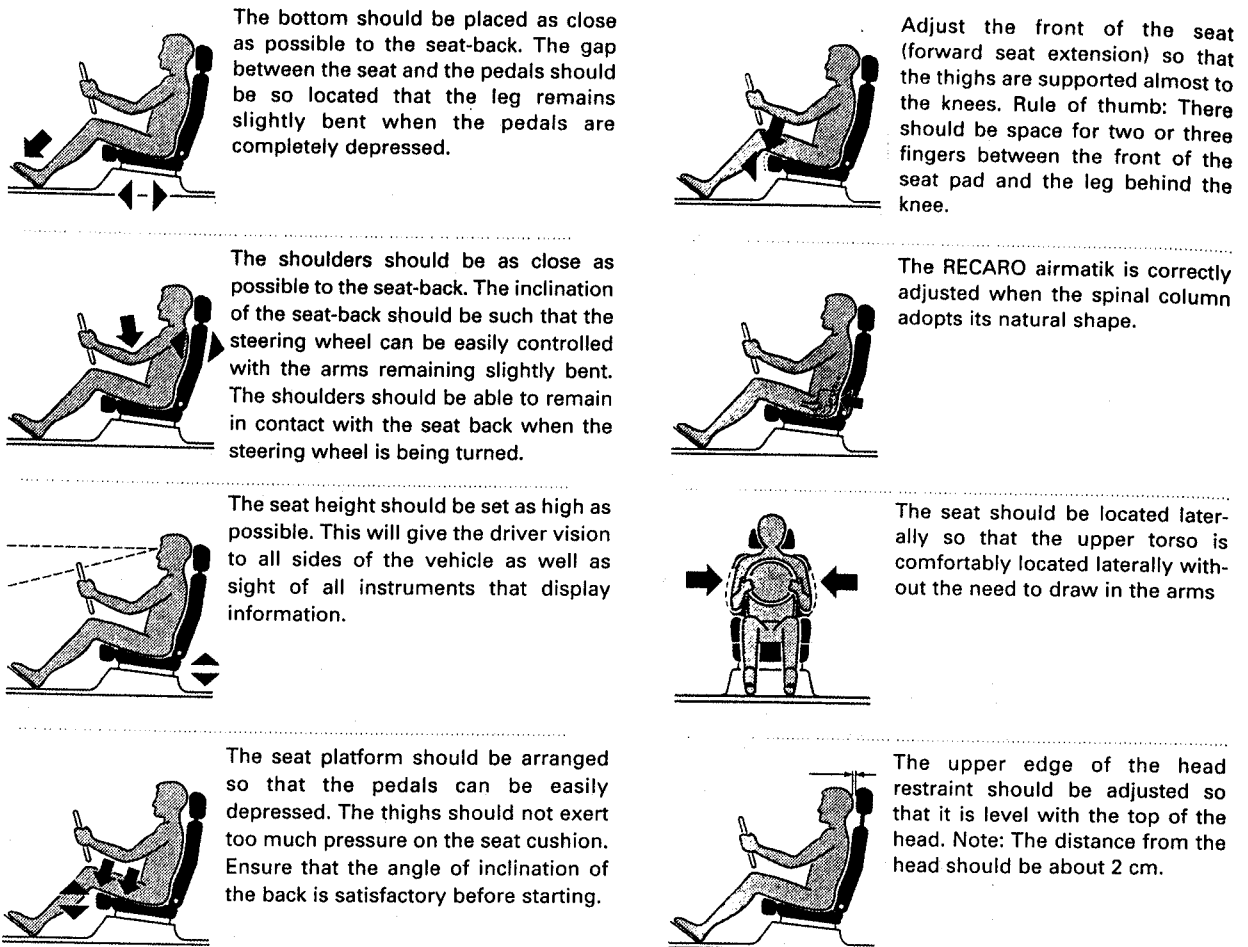 The bottom should be placed as close
as possible to the seat-back. The gap
between the seat and the pedals should
be so located that the leg remains
slightly bent when the pedals are
completely depressed.
The shoulders should be as close as
possible to the seat-back. The inclination
of the seat-back should be such that the
steering wheel can be easily controlled
with the arms remaining slightly bent.
The shoulders should be able to remain
in contact with the seat back when the
steering wheel is being turned.
The seat height should be set as high as
possible. This will give the driver vision
to all sides of the vehicle as well as
sight of all instruments that display
information.
The seat platform should be arranged
so that the pedals can be easily
depressed. The thighs should not exert
too much pressure on the seat cushion.
Ensure that the angle of inclination of
the back is satisfactory before starting.
Adjust the front of the seat
(forward seat extension) so that
the thighs are supported almost to
the knees. Rule of thumb: There
should be space for two or three
fingers between the front of the
seat pad and the leg behind the
knee.
The RECARO airmatik is correctly
adjusted when the spinal column
adopts its natural shape.
The seat should be located later-
ally so that the upper torso is
comfortably located laterally with-
out the need to draw in the arms
The upper edge of the head
restraint should be adjusted so
that it is level with the top of the
head. Note: The distance from the
head should be about 2 cm.